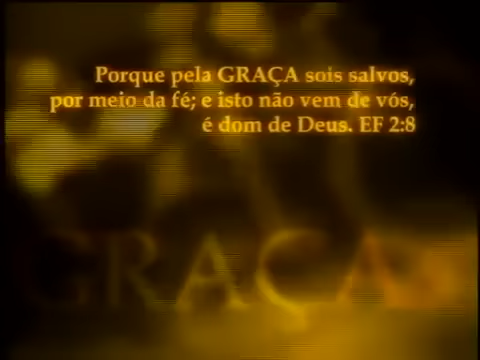 Porque pela GRAÇA sois salvos,
por meio da fé; e isto não vem de vós,
é dom de Deus. EF 2:8
GRAÇA